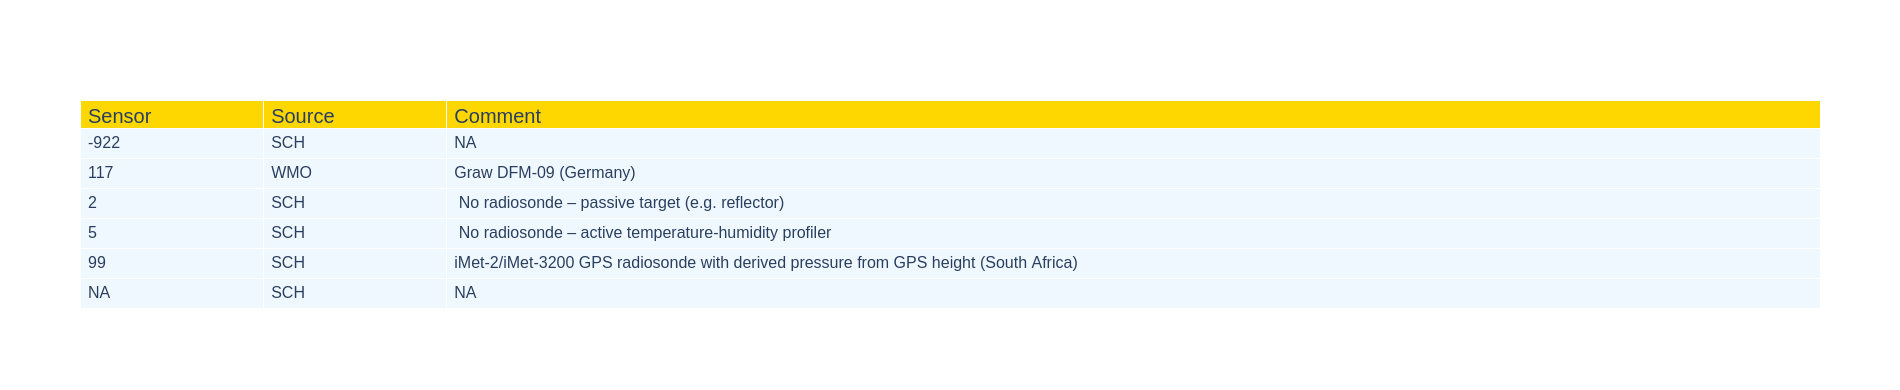 Sensor Source Comment
-922 SCH NA
117 WMO Graw DFM-09 (Germany)
2 SCH No radiosonde – passive target (e.g. reflector)
5 SCH No radiosonde – active temperature-humidity profiler
99 SCH iMet-2/iMet-3200 GPS radiosonde with derived pressure from GPS height (South Africa)
NA SCH NA